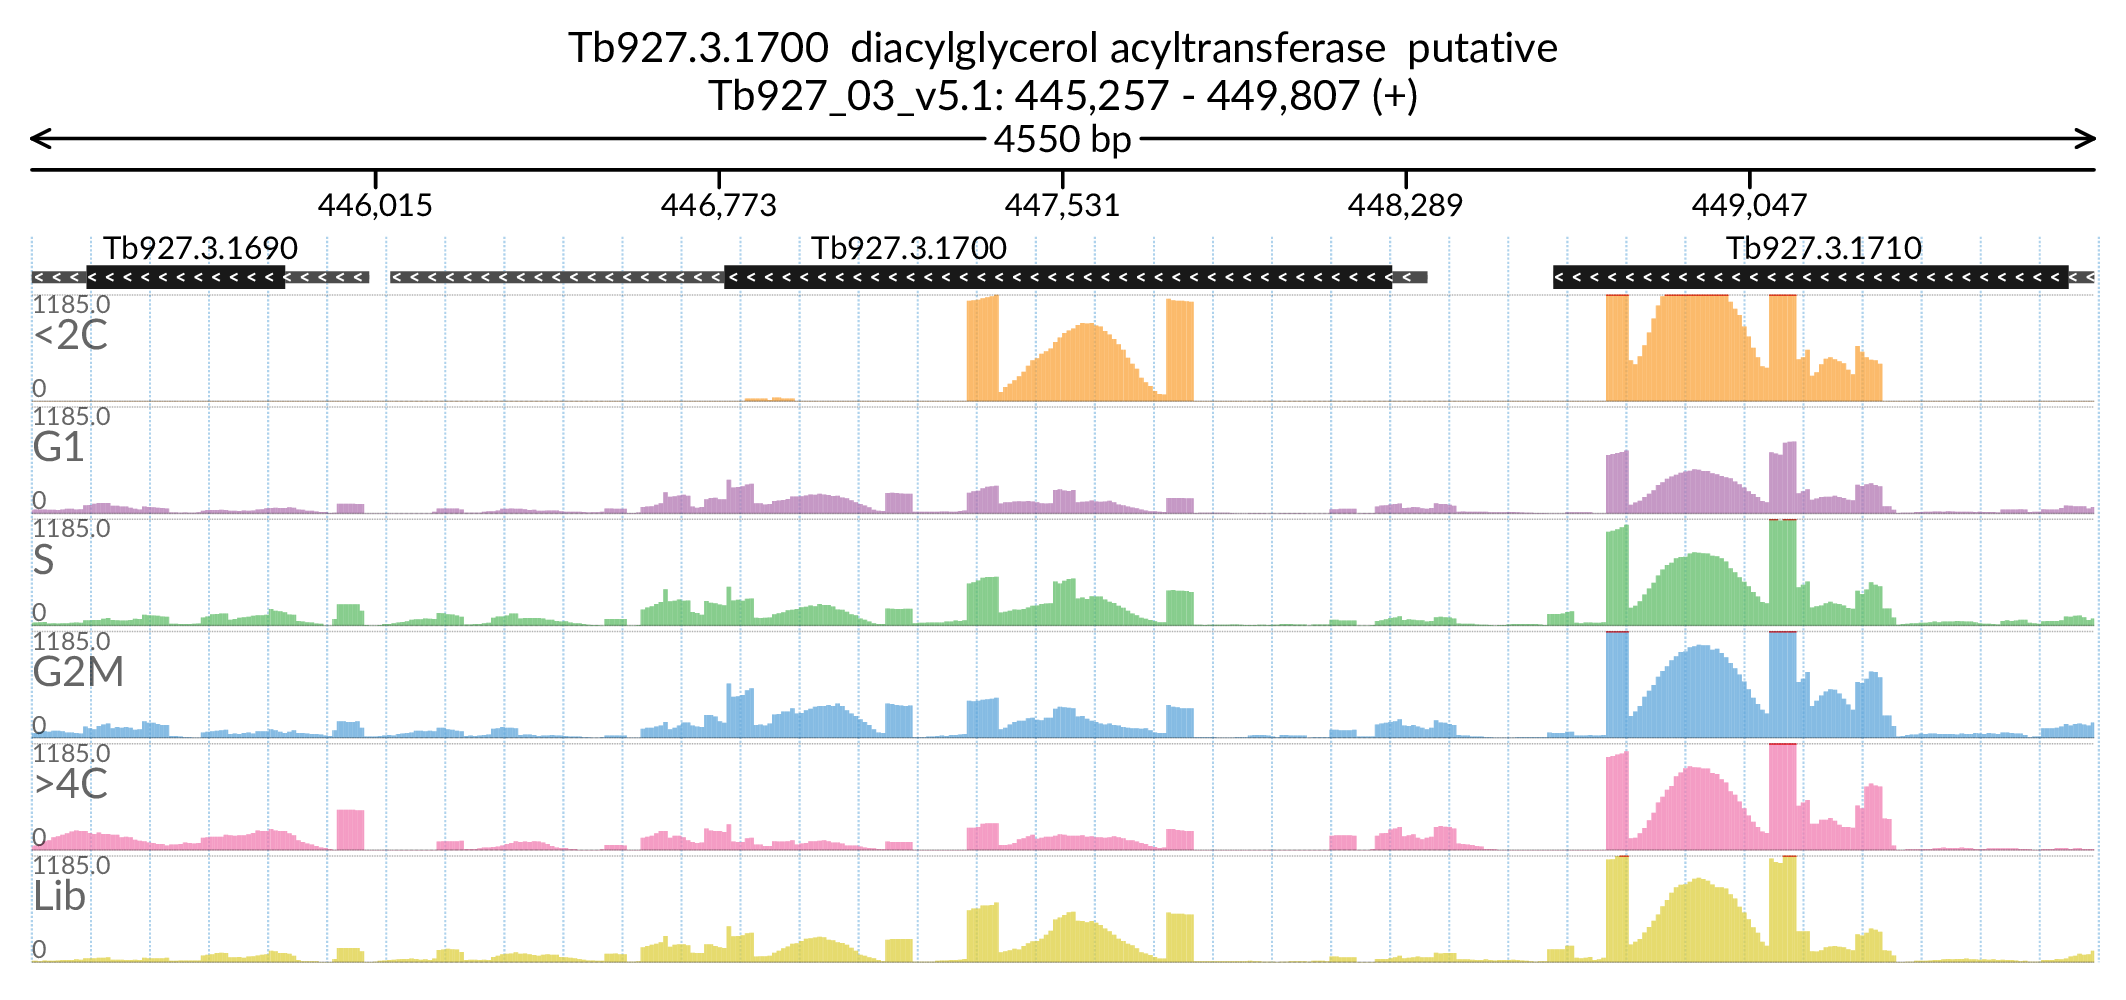 Tb927.3.1700  diacylglycerol acyltransferase  putative
Tb927_03_v5.1: 445,257 - 449,807 (+)
4550 bp
446,015 446,773 447,531 448,289 449,047
Tb927.3.1690 Tb927.3.1700 Tb927.3.1710
1185.0
<2C
0
1185.0
G1
0
1185.0
S
0
1185.0
G2M
0
1185.0
>4C
0
1185.0
Lib
0